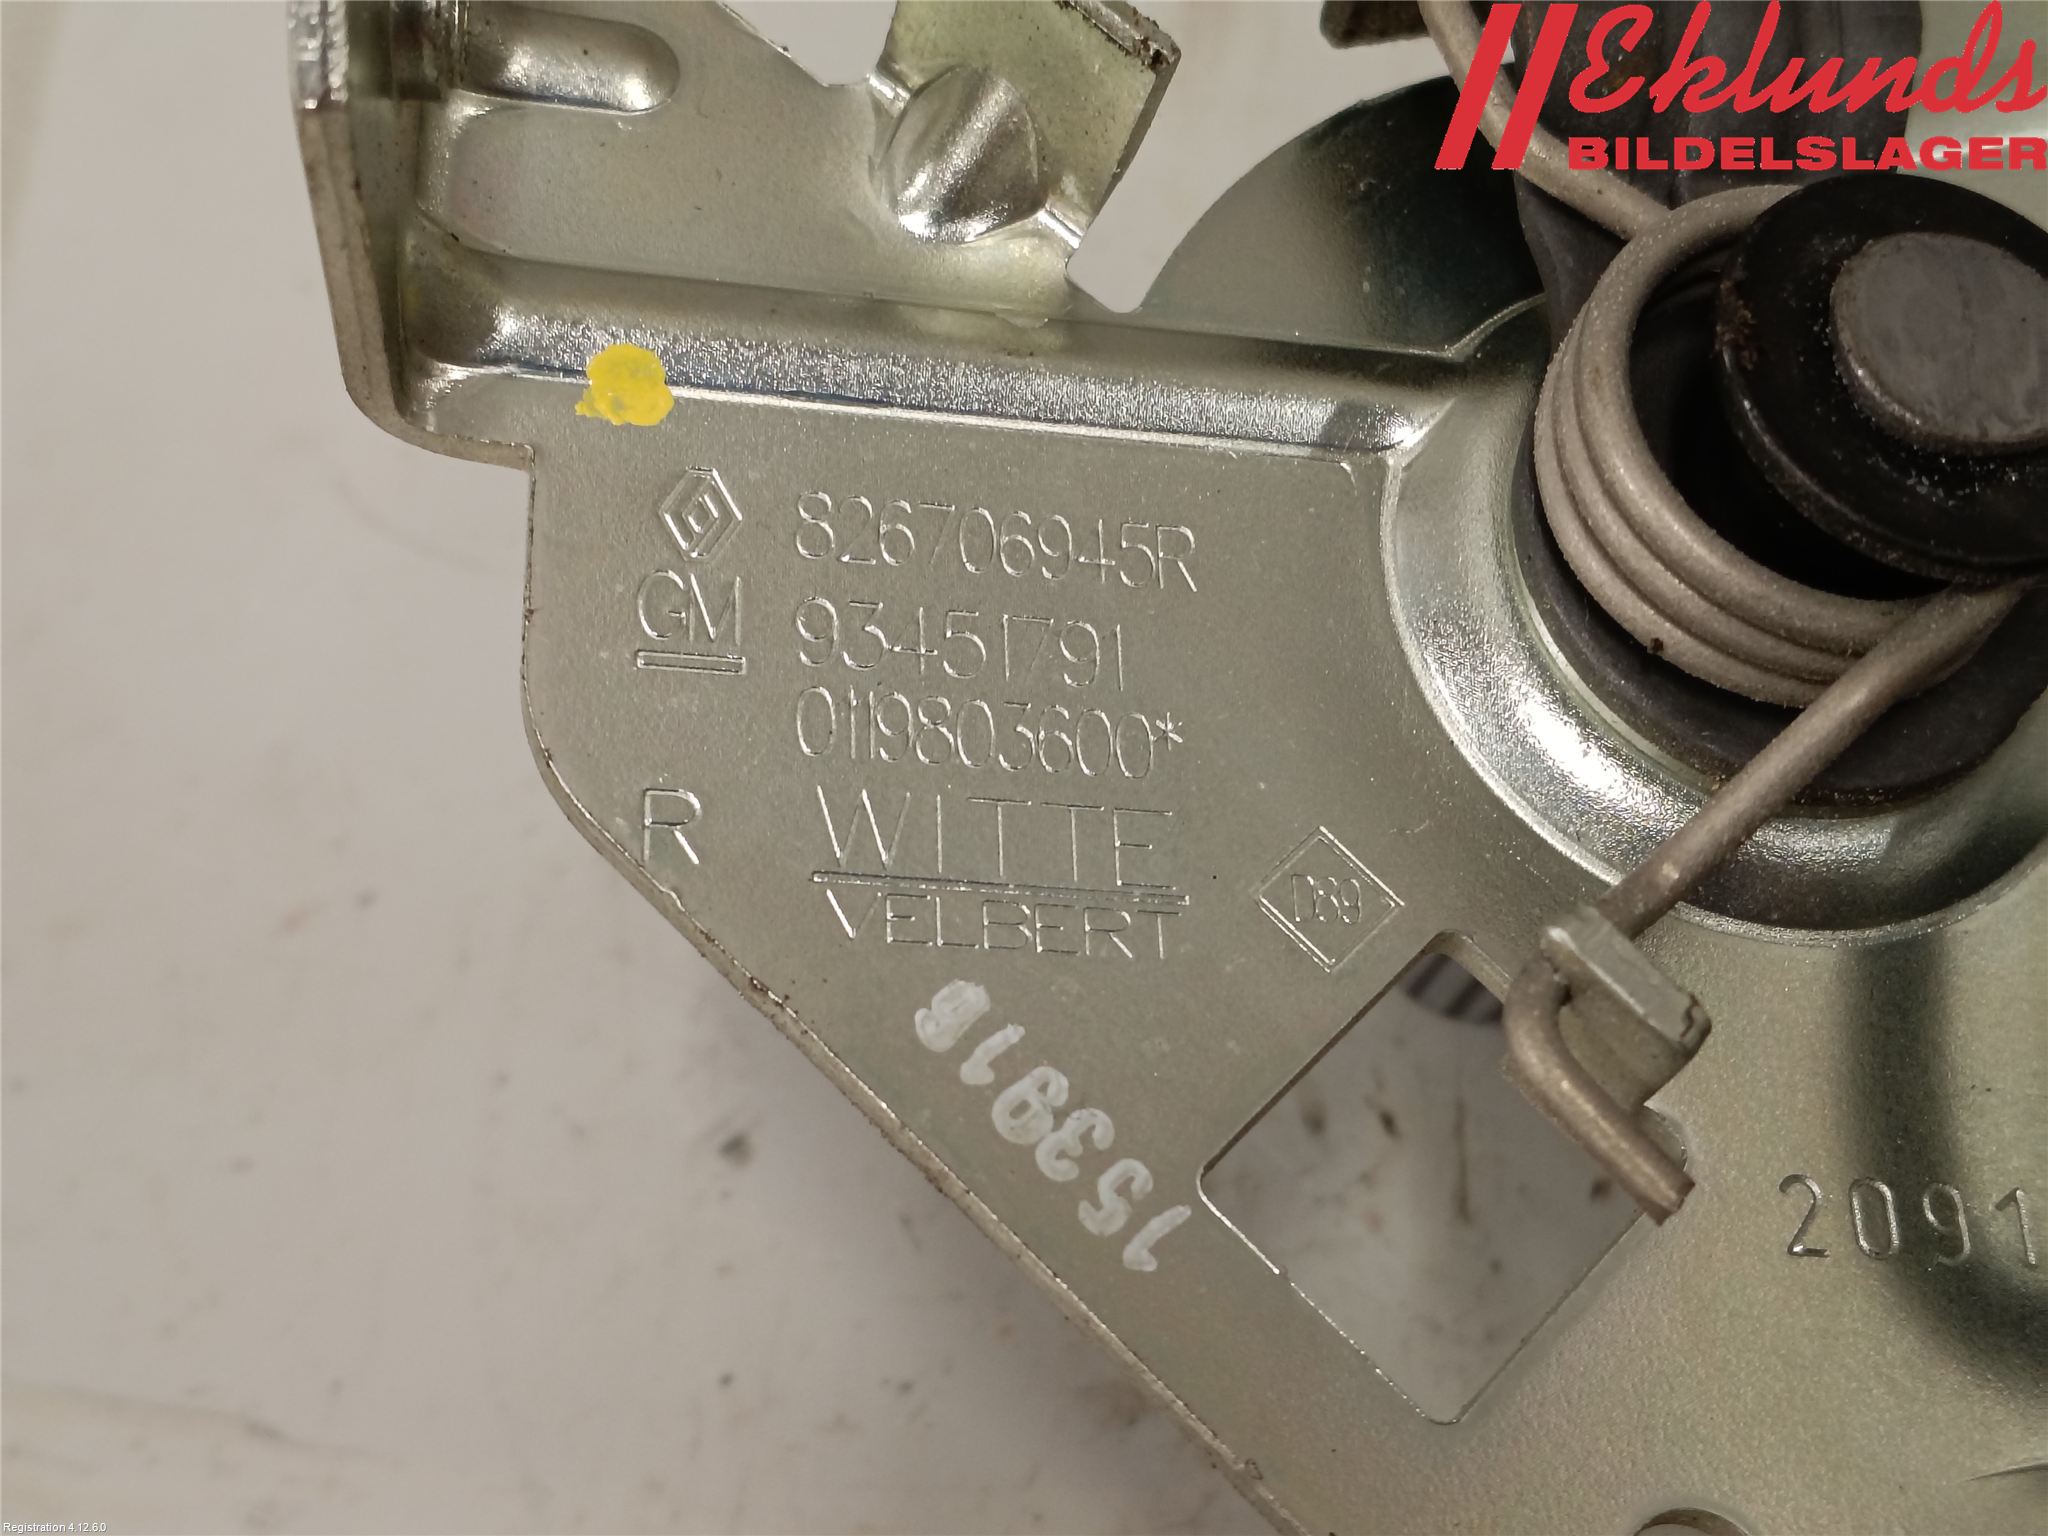 Eklunds
BILDELSLAGER
826706945R
GM 93451791
0119803600*
R WITTE
VELBERT
D89
153918
2091
Registration 4.12.6.0